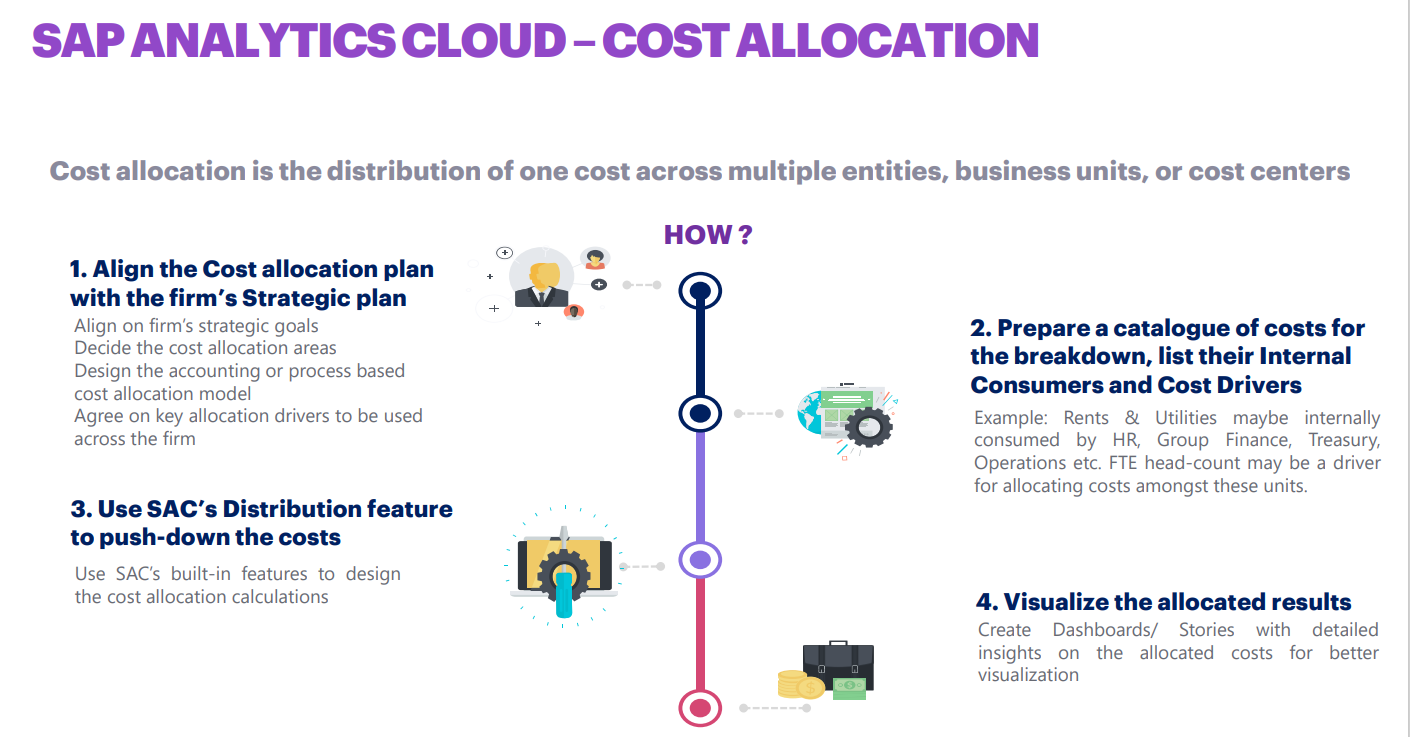 SAP ANALYTICS CLOUD – COST ALLOCATION
Cost allocation is the distribution of one cost across multiple entities, business units, or cost centers
HOW ?
1. Align the Cost allocation plan
with the firm's Strategic plan
Align on firm's strategic goals
Decide the cost allocation areas
Design the accounting or process based
cost allocation model
Agree on key allocation drivers to be used
across the firm
2. Prepare a catalogue of costs for
the breakdown, list their Internal
Consumers and Cost Drivers
Example: Rents & Utilities maybe internally
consumed by HR, Group Finance, Treasury,
Operations etc. FTE head-count may be a driver
for allocating costs amongst these units.
3. Use SAC's Distribution feature
to push-down the costs
Use SAC's built-in features to design
the cost allocation calculations
4. Visualize the allocated results
Create Dashboards/ Stories with detailed
insights on the allocated costs for better
visualization